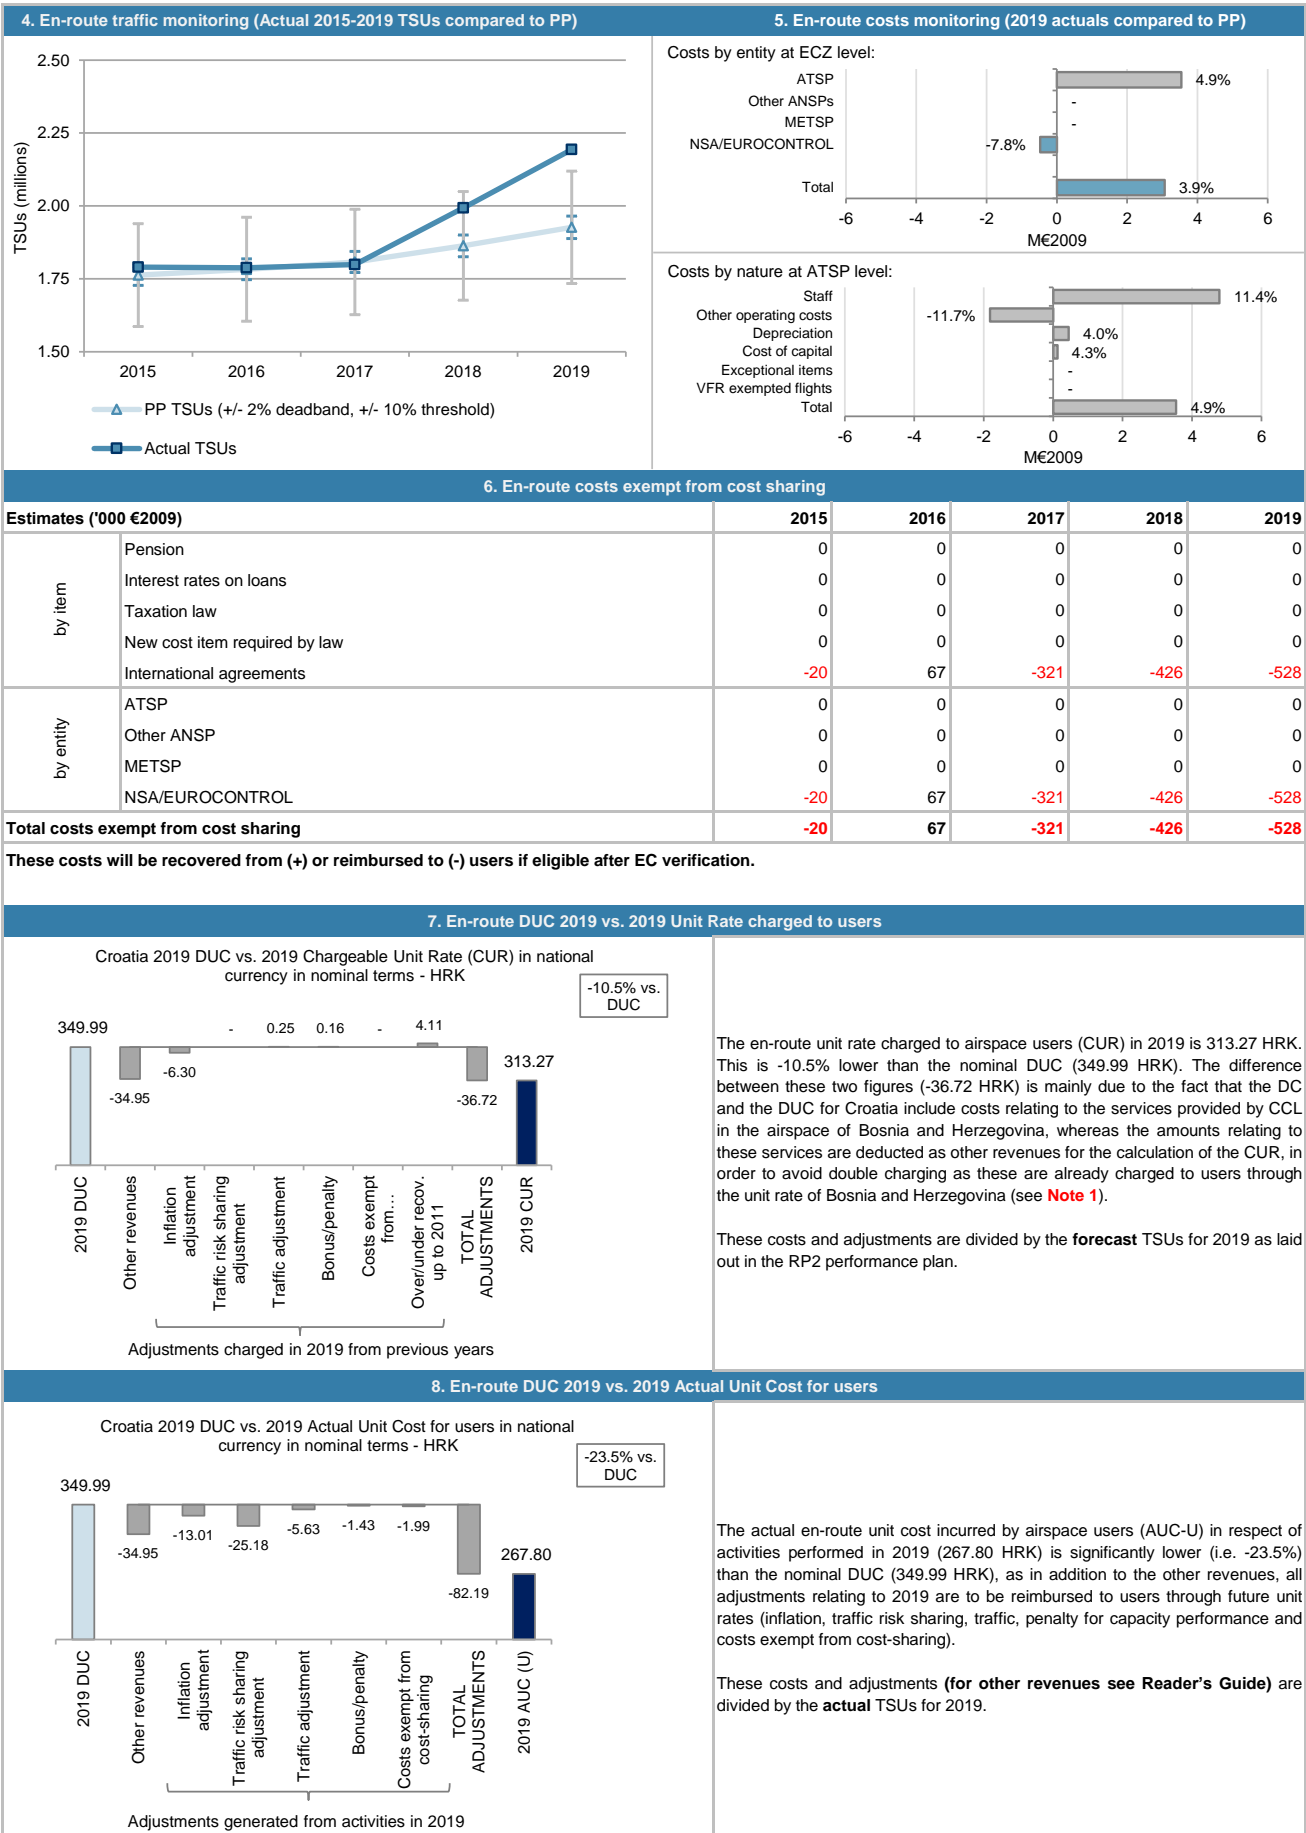 4. En-route traffic monitoring (Actual 2015-2019 TSUs compared to PP)
2.50
2.25
2.00
1.75
1.50
TSUs (millions)
2015 2016 2017 2018 2019
PP TSUs (+/- 2% deadband, +/- 10% threshold)
Actual TSUs
5. En-route costs monitoring (2019 actuals compared to PP)
Costs by entity at ECZ level:
ATSP 4.9%
Other ANSPs -
METSP -
NSA/EUROCONTROL -7.8%
Total 3.9%
-6 -4 -2 0 2 4 6
M€2009
Costs by nature at ATSP level:
Staff 11.4%
Other operating costs -11.7%
Depreciation 4.0%
Cost of capital 4.3%
Exceptional items -
VFR exempted flights -
Total 4.9%
-6 -4 -2 0 2 4 6
M€2009
6. En-route costs exempt from cost sharing
Estimates ('000 €2009) 2015 2016 2017 2018 2019
by item
Pension 0 0 0 0 0
Interest rates on loans 0 0 0 0 0
Taxation law 0 0 0 0 0
New cost item required by law 0 0 0 0 0
International agreements -20 67 -321 -426 -528
by entity
ATSP 0 0 0 0 0
Other ANSP 0 0 0 0 0
METSP 0 0 0 0 0
NSA/EUROCONTROL -20 67 -321 -426 -528
Total costs exempt from cost sharing -20 67 -321 -426 -528
These costs will be recovered from (+) or reimbursed to (-) users if eligible after EC verification.
7. En-route DUC 2019 vs. 2019 Unit Rate charged to users
Croatia 2019 DUC vs. 2019 Chargeable Unit Rate (CUR) in national
currency in nominal terms - HRK
-10.5% vs.
DUC
349.99
-34.95
-6.30
-
0.25
0.16
-
4.11
-36.72
313.27
2019 DUC
Other revenues
Inflation
adjustment
Traffic risk sharing
adjustment
Traffic adjustment
Bonus/penalty
Costs exempt
from…
Over/under recov.
up to 2011
TOTAL
ADJUSTMENTS
2019 CUR
Adjustments charged in 2019 from previous years
The en-route unit rate charged to airspace users (CUR) in 2019 is 313.27 HRK.
This is -10.5% lower than the nominal DUC (349.99 HRK). The difference
between these two figures (-36.72 HRK) is mainly due to the fact that the DC
and the DUC for Croatia include costs relating to the services provided by CCL
in the airspace of Bosnia and Herzegovina, whereas the amounts relating to
these services are deducted as other revenues for the calculation of the CUR, in
order to avoid double charging as these are already charged to users through
the unit rate of Bosnia and Herzegovina (see Note 1).
These costs and adjustments are divided by the forecast TSUs for 2019 as laid
out in the RP2 performance plan.
8. En-route DUC 2019 vs. 2019 Actual Unit Cost for users
Croatia 2019 DUC vs. 2019 Actual Unit Cost for users in national
currency in nominal terms - HRK
-23.5% vs.
DUC
349.99
-34.95
-13.01
-25.18
-5.63
-1.43
-1.99
-82.19
267.80
2019 DUC
Other revenues
Inflation
adjustment
Traffic risk sharing
adjustment
Traffic adjustment
Bonus/penalty
Costs exempt from
cost-sharing
TOTAL
ADJUSTMENTS
2019 AUC (U)
Adjustments generated from activities in 2019
The actual en-route unit cost incurred by airspace users (AUC-U) in respect of
activities performed in 2019 (267.80 HRK) is significantly lower (i.e. -23.5%)
than the nominal DUC (349.99 HRK), as in addition to the other revenues, all
adjustments relating to 2019 are to be reimbursed to users through future unit
rates (inflation, traffic risk sharing, traffic, penalty for capacity performance and
costs exempt from cost-sharing).
These costs and adjustments (for other revenues see Reader's Guide) are
divided by the actual TSUs for 2019.